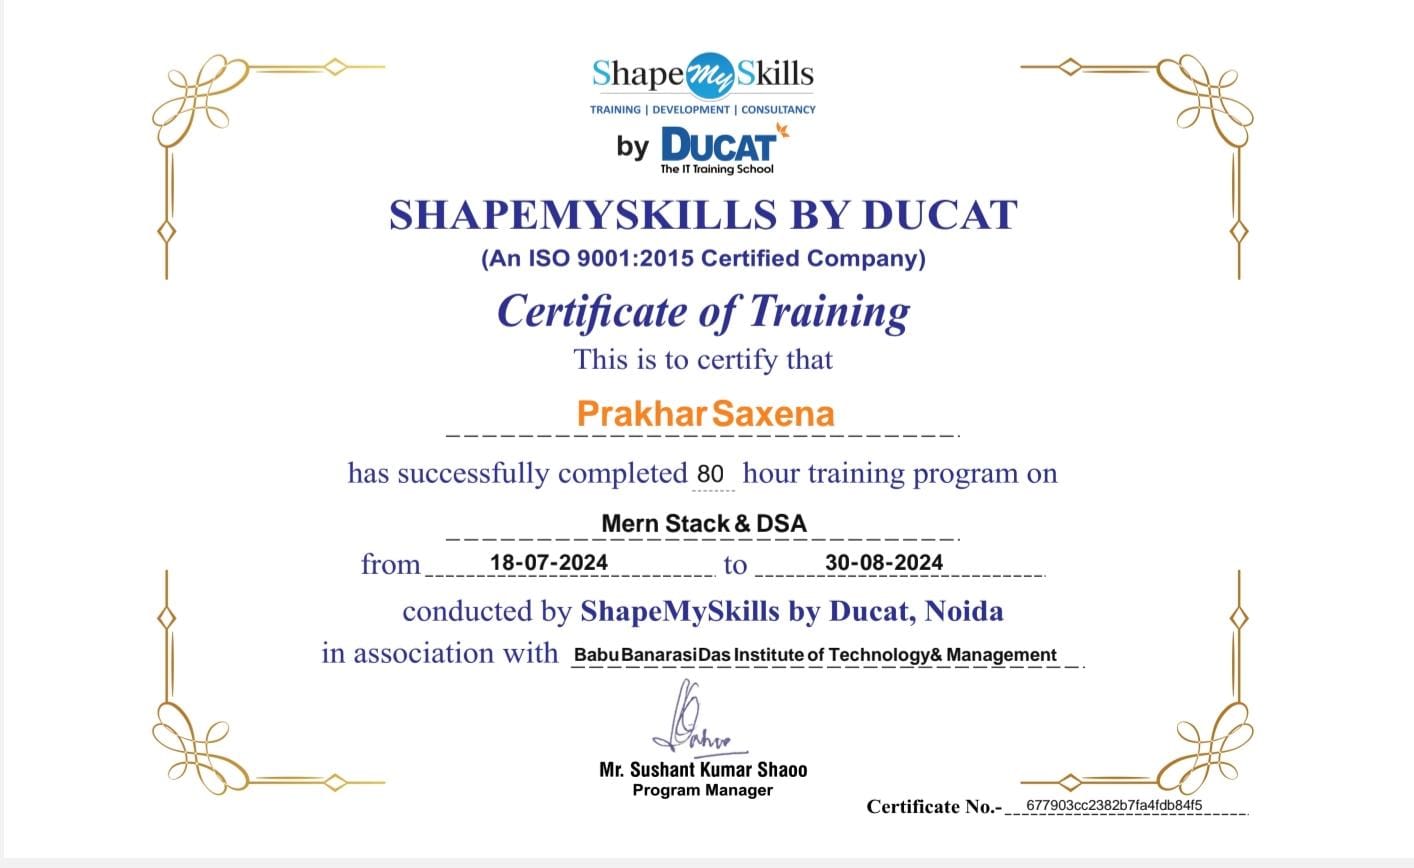 Shape My Skills
TRAINING | DEVELOPMENT | CONSULTANCY
by DUCAT
The IT Training School
SHAPEMYSKILLS BY DUCAT
(An ISO 9001:2015 Certified Company)
Certificate of Training
This is to certify that
Prakhar Saxena
has successfully completed 80 hour training program on
Mern Stack & DSA
from 18-07-2024 to 30-08-2024
conducted by ShapeMySkills by Ducat, Noida
in association with Babu Banarasi Das Institute of Technology& Management
Mr. Sushant Kumar Shaoo
Program Manager
Certificate No.- 677903cc2382b7fa4fdb84f5